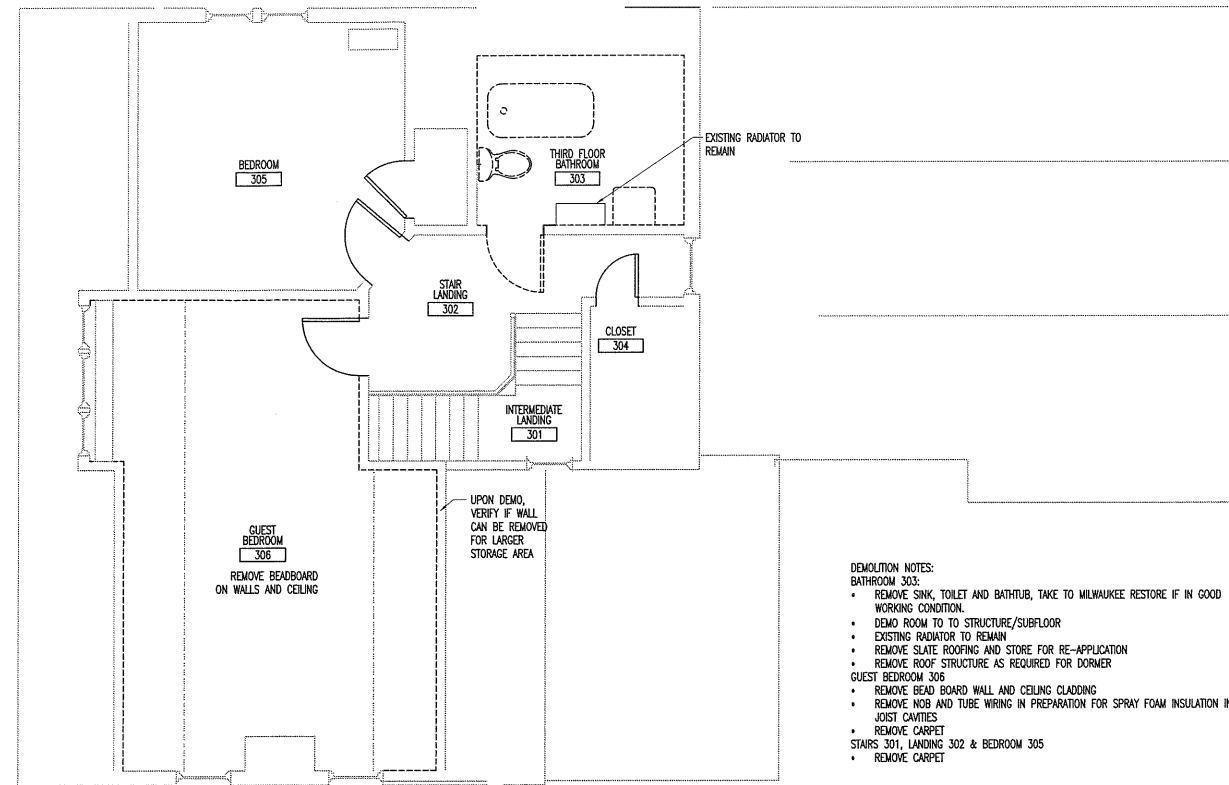 EXISTING RADIATOR TO
REMAIN
THIRD FLOOR
BATHROOM
303
BEDROOM
305
STAIR
LANDING
302
CLOSET
304
INTERMEDIATE
LANDING
301
UPON DEMO,
VERIFY IF WALL
CAN BE REMOVED
FOR LARGER
STORAGE AREA
GUEST
BEDROOM
306
REMOVE BEADBOARD
ON WALLS AND CEILING
DEMOLITION NOTES:
BATHROOM 303:
• REMOVE SINK, TOILET AND BATHTUB, TAKE TO MILWAUKEE RESTORE IF IN GOOD
WORKING CONDITION.
• DEMO ROOM TO TO STRUCTURE/SUBFLOOR
• EXISTING RADIATOR TO REMAIN
• REMOVE SLATE ROOFING AND STORE FOR RE-APPLICATION
• REMOVE ROOF STRUCTURE AS REQUIRED FOR DORMER
GUEST BEDROOM 306
• REMOVE BEAD BOARD WALL AND CEILING CLADDING
• REMOVE NOB AND TUBE WIRING IN PREPARATION FOR SPRAY FOAM INSULATION IN
JOIST CAVITIES
• REMOVE CARPET
STAIRS 301, LANDING 302 & BEDROOM 305
• REMOVE CARPET